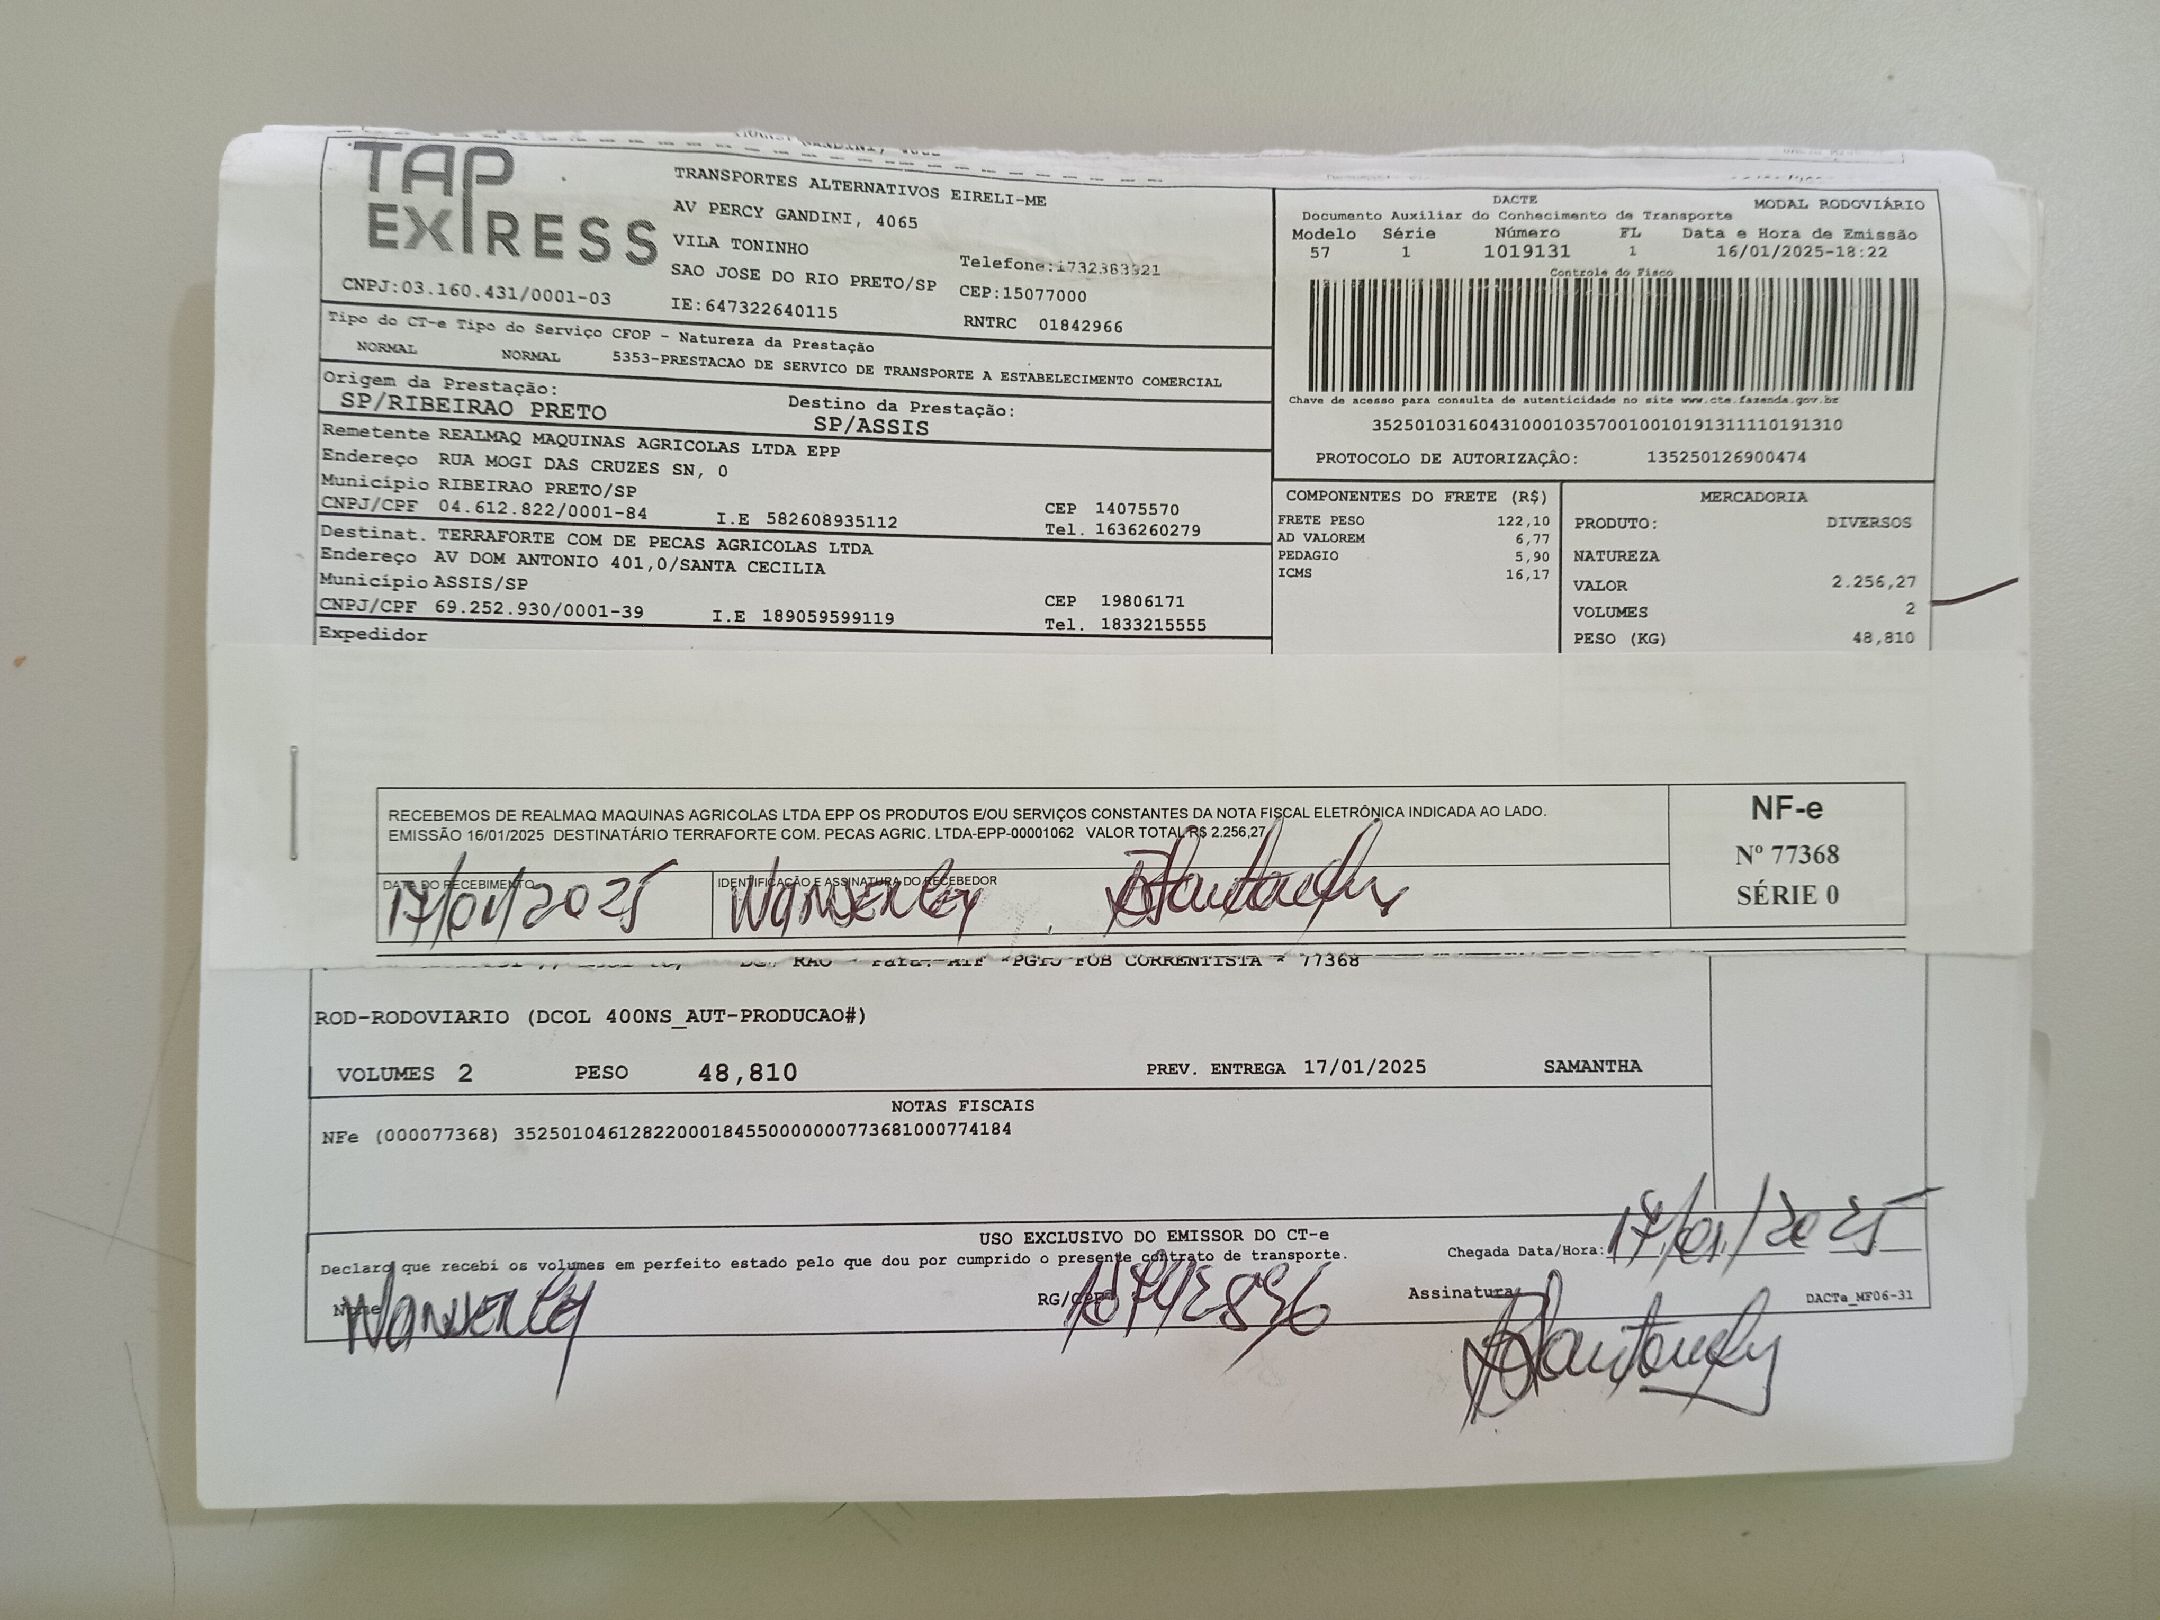 TAP
EXPRESS
CNPJ:03.160.431/0001-03
TRANSPORTES ALTERNATIVOS EIRELI-ME
AV PERCY GANDINI, 4065
VILA TONINHO
SAO JOSE DO RIO PRETO/SP
IE:647322640115
Telefone:1732363921
CEP:15077000
RNTRC 01842966
DACTE MODAL RODOVIÁRIO
Documento Auxiliar do Conhecimento de Transporte
Modelo Série Número FL Data e Hora de Emissão
57 1 1019131 1 16/01/2025-18:22
Controle do Fisco
Chave de acesso para consulta de autenticidade no site www.cte.fazenda.gov.br
35250103160431000103570010010191311110191310
PROTOCOLO DE AUTORIZAÇÂO: 135250126900474
Tipo do CT-e Tipo do Serviço CFOP - Natureza da Prestação
NORMAL NORMAL 5353-PRESTACAO DE SERVICO DE TRANSPORTE A ESTABELECIMENTO COMERCIAL
Origem da Prestação: Destino da Prestação:
SP/RIBEIRAO PRETO SP/ASSIS
Remetente REALMAQ MAQUINAS AGRICOLAS LTDA EPP
Endereço RUA MOGI DAS CRUZES SN, 0
Município RIBEIRAO PRETO/SP CEP 14075570
CNPJ/CPF 04.612.822/0001-84 I.E 582608935112 Tel. 1636260279
Destinat. TERRAFORTE COM DE PECAS AGRICOLAS LTDA
Endereço AV DOM ANTONIO 401,0/SANTA CECILIA
Município ASSIS/SP CEP 19806171
CNPJ/CPF 69.252.930/0001-39 I.E 189059599119 Tel. 1833215555
Expedidor
COMPONENTES DO FRETE (R$)
FRETE PESO 122,10
AD VALOREM 6,77
PEDAGIO 5,90
ICMS 16,17
MERCADORIA
PRODUTO: DIVERSOS
NATUREZA
VALOR 2.256,27
VOLUMES 2
PESO (KG) 48,810
RECEBEMOS DE REALMAQ MAQUINAS AGRICOLAS LTDA EPP OS PRODUTOS E/OU SERVIÇOS CONSTANTES DA NOTA FISCAL ELETRÔNICA INDICADA AO LADO.
EMISSÃO 16/01/2025 DESTINATÁRIO TERRAFORTE COM. PECAS AGRIC. LTDA-EPP-00001062 VALOR TOTAL R$ 2.256,27
DATA DO RECEBIMENTO IDENTIFICAÇÃO E ASSINATURA DO RECEBEDOR
17/01/2025 Wanderley
NF-e
Nº 77368
SÉRIE 0
PGTO FOB CORRENTISTA * 77368
ROD-RODOVIARIO (DCOL 400NS_AUT-PRODUCAO#)
VOLUMES 2 PESO 48,810 PREV. ENTREGA 17/01/2025 SAMANTHA
NOTAS FISCAIS
NFe (000077368) 35250104612822000184550000000773681000774184
USO EXCLUSIVO DO EMISSOR DO CT-e
Declaro que recebi os volumes em perfeito estado pelo que dou por cumprido o presente contrato de transporte.
Chegada Data/Hora: 17/01/2025
Nome Wanderley RG/CPF Assinatura
DACTe_MF06-31